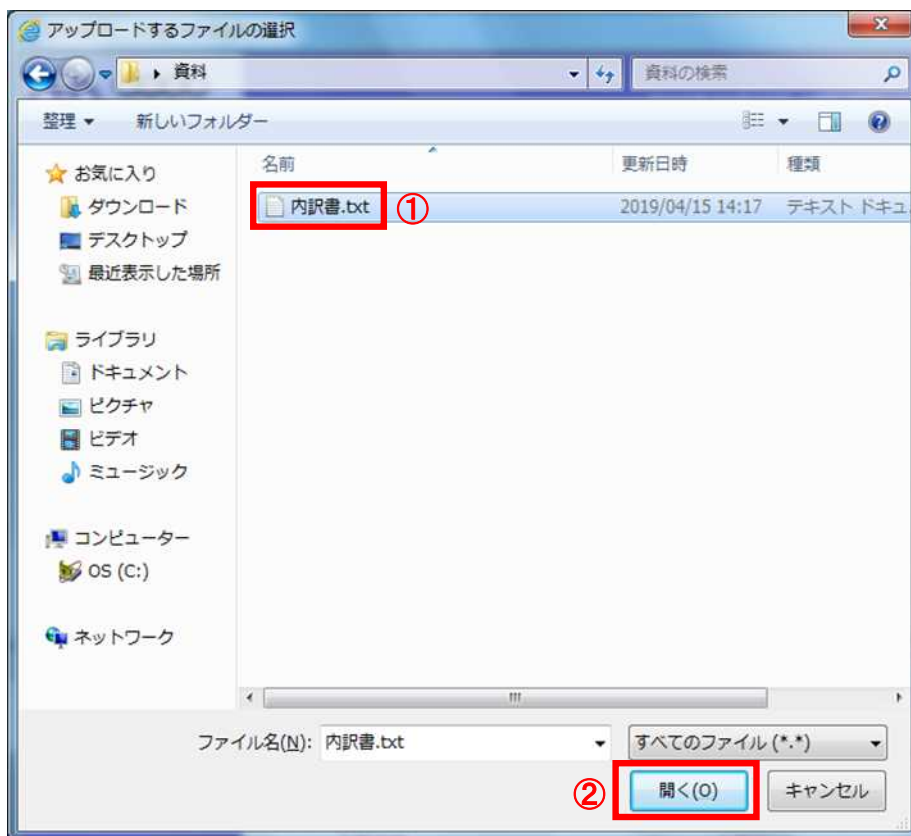 アップロードするファイルの選択
資料
資料の検索
整理
新しいフォルダー
名前
更新日時
種類
お気に入り
ダウンロード
デスクトップ
最近表示した場所
ライブラリ
ドキュメント
ピクチャ
ビデオ
ミュージック
コンピューター
OS (C:)
ネットワーク
内訳書.txt ① 2019/04/15 14:17 テキスト ドキュ
ファイル名(N): 内訳書.txt
すべてのファイル (*.*)
② 開く(O) キャンセル